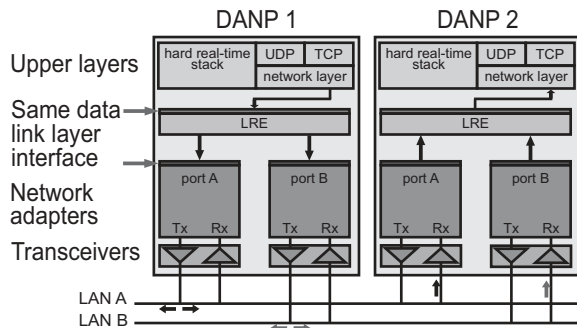 DANP 1 DANP 2
Upper layers
hard real-time stack UDP TCP network layer
hard real-time stack UDP TCP network layer
Same data link layer interface
LRE LRE
port A port B port A port B
Network adapters
Tx Rx Tx Rx Tx Rx Tx Rx
Transceivers
LAN A
LAN B